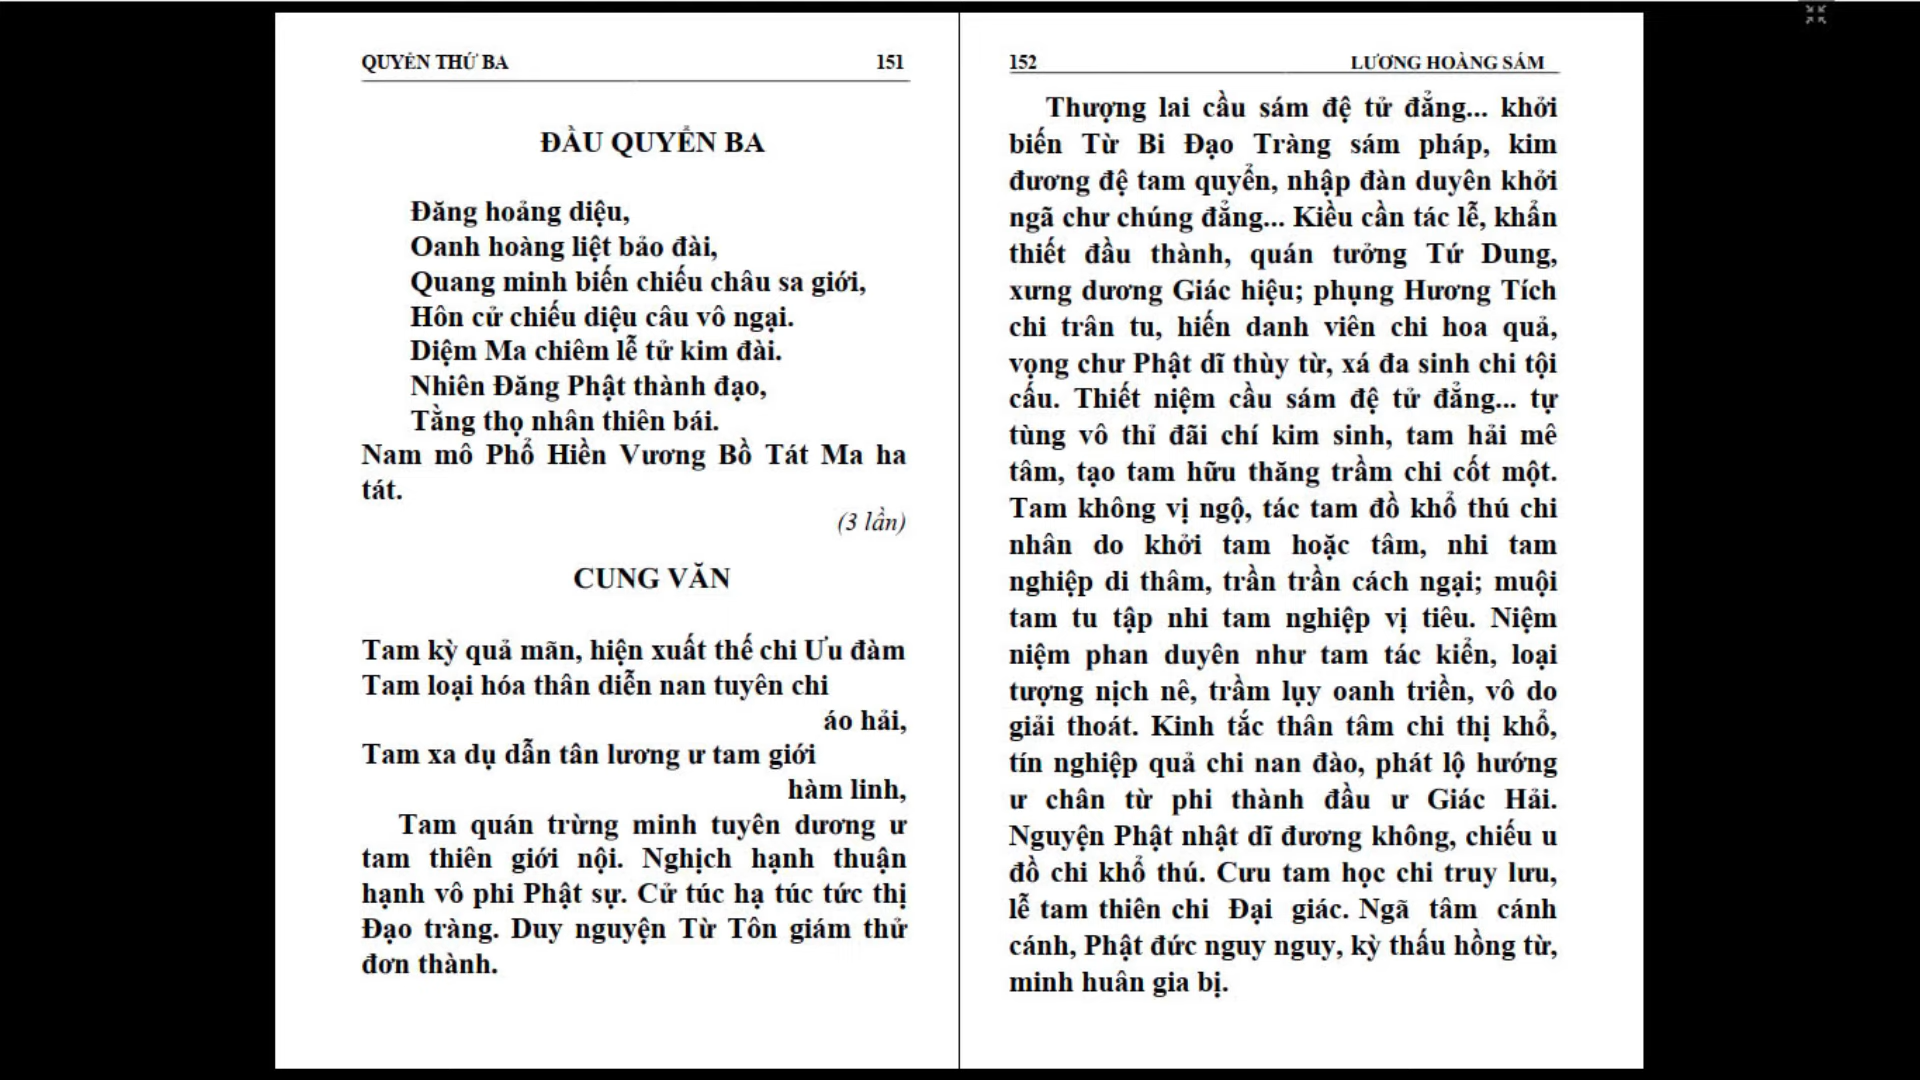 QUYỂN THỨ BA 151
ĐẦU QUYỂN BA
Đăng hoảng diệu,
Oanh hoàng liệt bảo đài,
Quang minh biến chiếu châu sa giới,
Hôn cử chiếu diệu câu vô ngại.
Diệm Ma chiêm lễ tử kim đài.
Nhiên Đăng Phật thành đạo,
Tằng thọ nhân thiên bái.
Nam mô Phổ Hiền Vương Bồ Tát Ma ha
tát.
(3 lần)
CUNG VĂN
Tam kỳ quả mãn, hiện xuất thế chi Ưu đàm
Tam loại hóa thân diễn nan tuyên chi
áo hải,
Tam xa dụ dẫn tân lương ư tam giới
hàm linh,
Tam quán trừng minh tuyên dương ư
tam thiên giới nội. Nghịch hạnh thuận
hạnh vô phi Phật sự. Cử túc hạ túc tức thị
Đạo tràng. Duy nguyện Từ Tôn giám thử
đơn thành.
152 LƯƠNG HOÀNG SÁM
Thượng lai cầu sám đệ tử đẳng... khởi
biến Từ Bi Đạo Tràng sám pháp, kim
đương đệ tam quyển, nhập đàn duyên khởi
ngã chư chúng đẳng... Kiều cần tác lễ, khẩn
thiết đầu thành, quán tưởng Tứ Dung,
xưng dương Giác hiệu; phụng Hương Tích
chi trân tu, hiến danh viên chi hoa quả,
vọng chư Phật dĩ thùy từ, xá đa sinh chi tội
cấu. Thiết niệm cầu sám đệ tử đẳng... tự
tùng vô thỉ đãi chí kim sinh, tam hải mê
tâm, tạo tam hữu thăng trầm chi cốt một.
Tam không vị ngộ, tác tam đồ khổ thú chi
nhân do khởi tam hoặc tâm, nhi tam
nghiệp di thâm, trần trần cách ngại; muội
tam tu tập nhi tam nghiệp vị tiêu. Niệm
niệm phan duyên như tam tác kiển, loại
tượng nịch nê, trầm lụy oanh triền, vô do
giải thoát. Kinh tắc thân tâm chi thị khổ,
tín nghiệp quả chi nan đào, phát lộ hướng
ư chân từ phi thành đầu ư Giác Hải.
Nguyện Phật nhật dĩ đương không, chiếu u
đồ chi khổ thú. Cưu tam học chi truy lưu,
lễ tam thiên chi Đại giác. Ngã tâm cánh
cánh, Phật đức nguy nguy, kỳ thấu hồng từ,
minh huân gia bị.